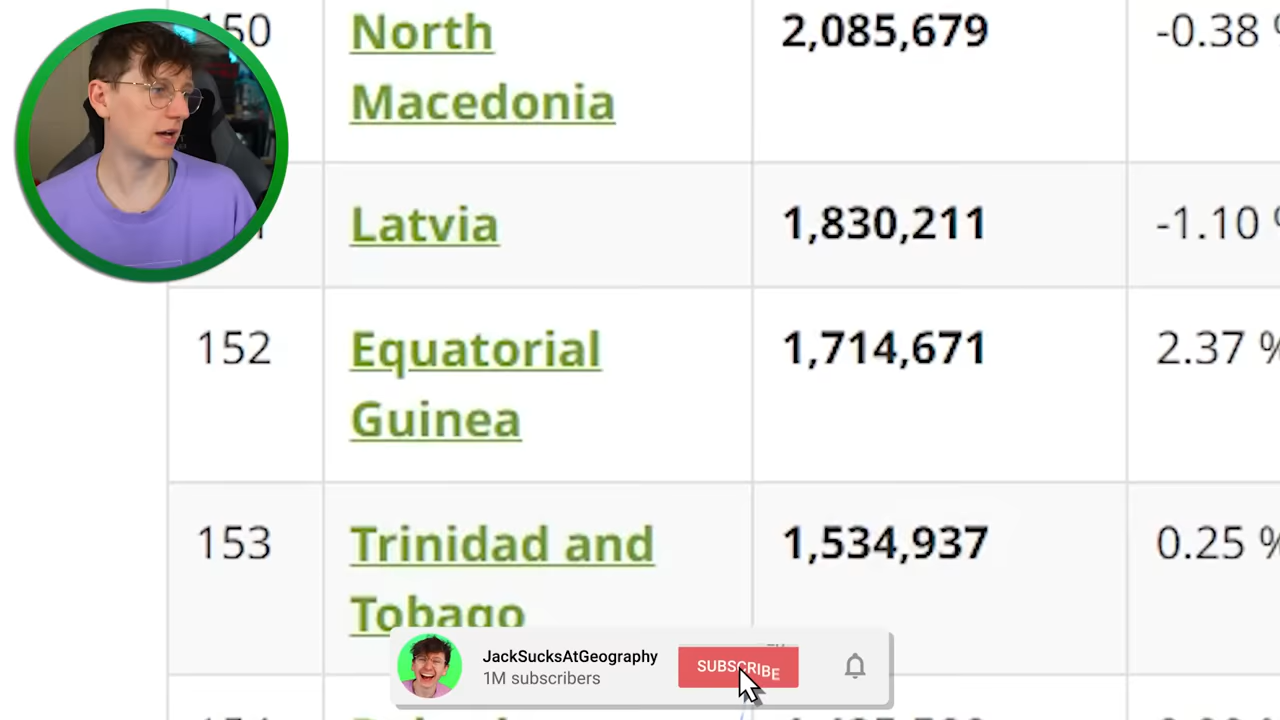 150 North 2,085,679 -0.38 %
Macedonia
Latvia 1,830,211 -1.10 %
152 Equatorial 1,714,671 2.37 %
Guinea
153 Trinidad and 1,534,937 0.25 %
Tobago
JackSucksAtGeography
1M subscribers
SUBSCRIBE